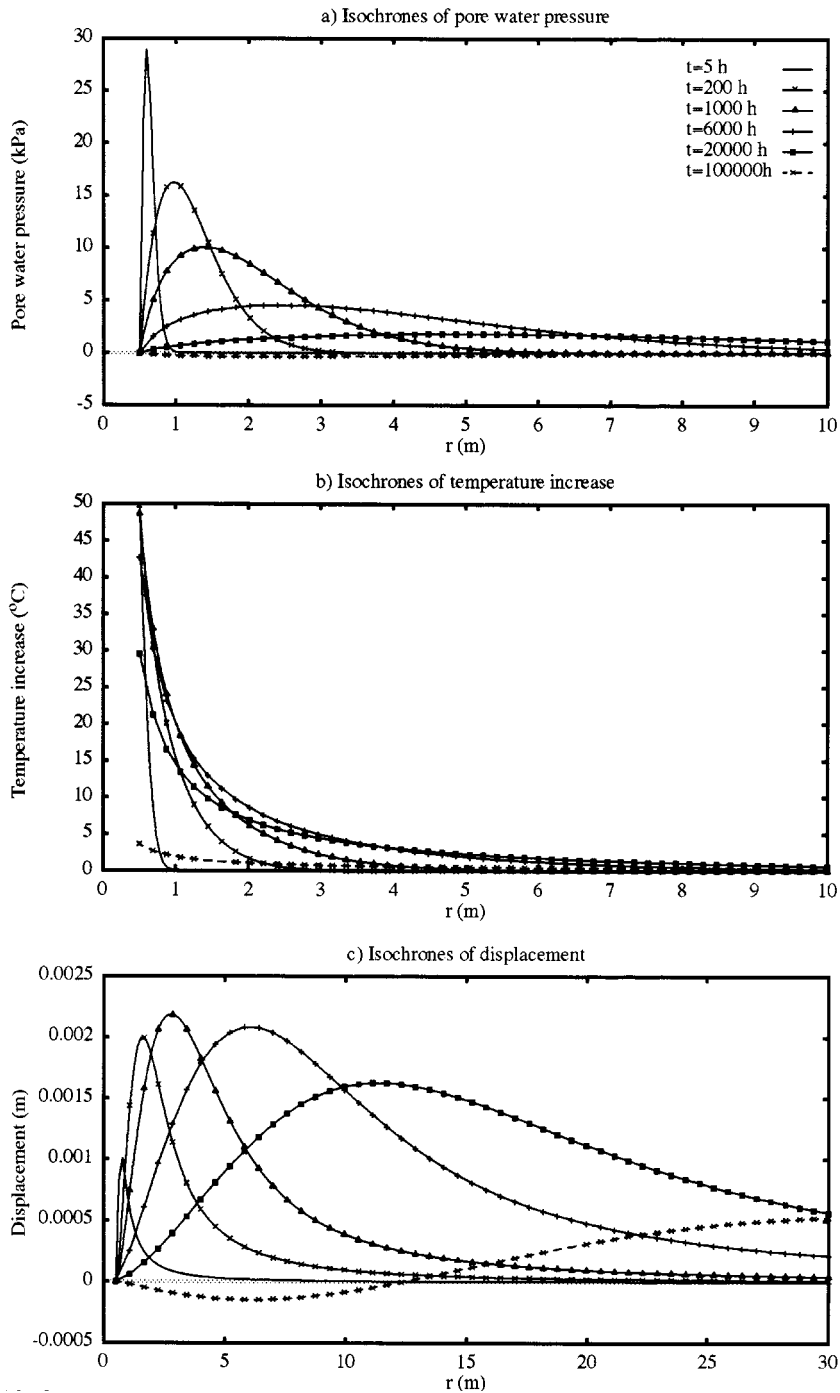 a) Isochrones of pore water pressure
30
25
20
15
10
5
0
-5
Pore water pressure (kPa)
t=5 h
t=200 h
t=1000 h
t=6000 h
t=20000 h
t=100000h
0 1 2 3 4 5 6 7 8 9 10
r (m)
b) Isochrones of temperature increase
50
45
40
35
30
25
20
15
10
5
0
Temperature increase (°C)
0 1 2 3 4 5 6 7 8 9 10
r (m)
c) Isochrones of displacement
0.0025
0.002
0.0015
0.001
0.0005
0
-0.0005
Displacement (m)
0 5 10 15 20 25 30
r (m)